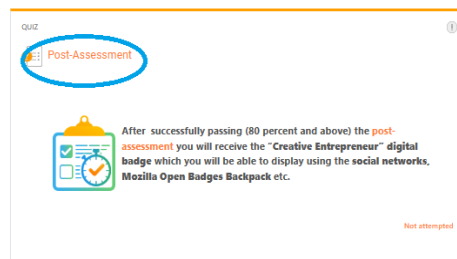 QUIZ
Post-Assessment
After successfully passing (80 percent and above) the post-
assessment you will receive the "Creative Entrepreneur" digital
badge which you will be able to display using the social networks,
Mozilla Open Badges Backpack etc.
Not attempted